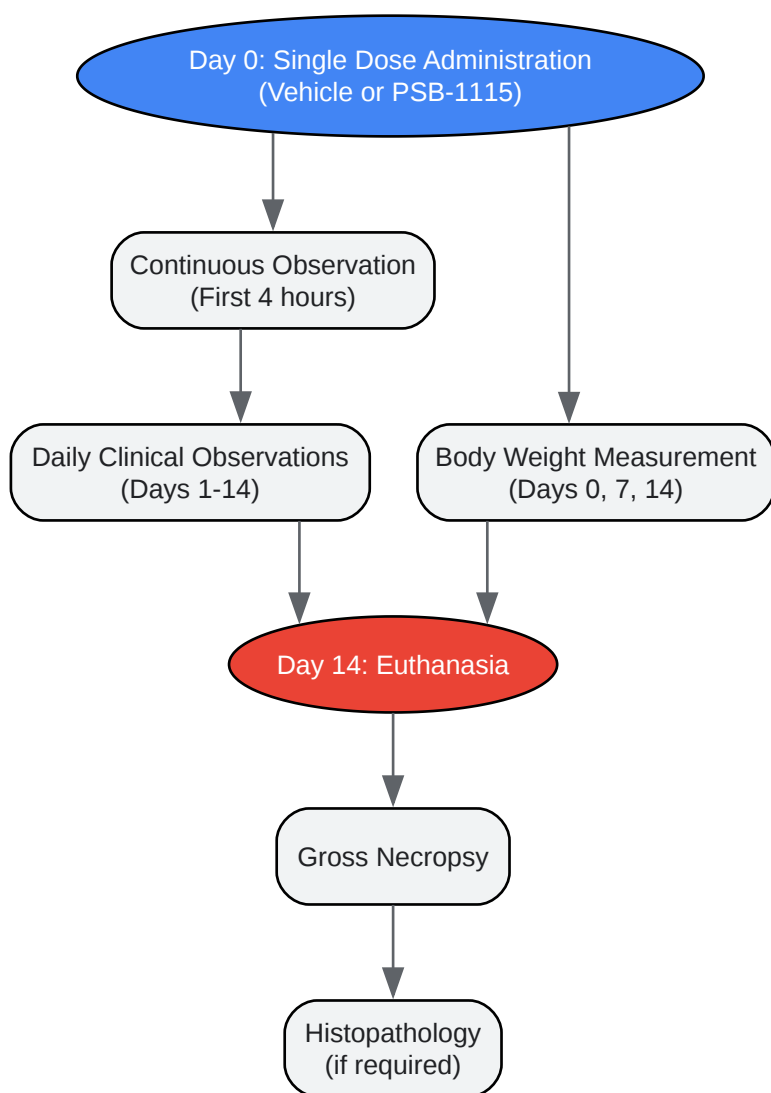 Day 0: Single Dose Administration
(Vehicle or PSB-1115)
Continuous Observation
(First 4 hours)
Daily Clinical Observations
(Days 1-14)
Body Weight Measurement
(Days 0, 7, 14)
Day 14: Euthanasia
Gross Necropsy
Histopathology
(if required)